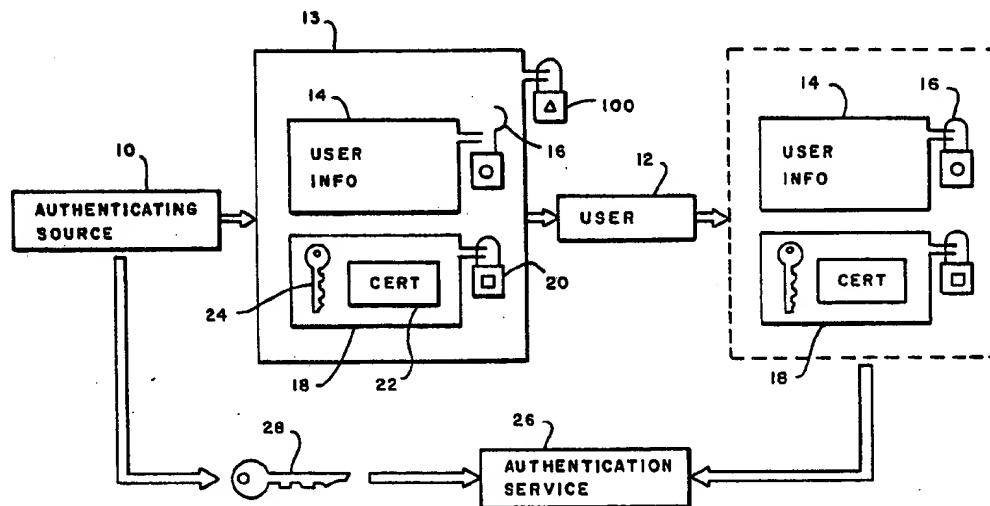 13
14
16
100
USER
INFO
10
AUTHENTICATING
SOURCE
12
USER
14
16
USER
INFO
20
24
CERT
18
22
CERT
18
28
26
AUTHENTICATION
SERVICE